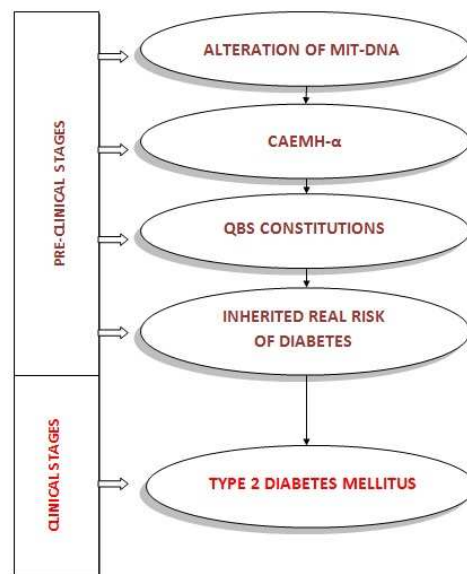 ALTERATION OF MIT-DNA
CAEMH-α
QBS CONSTITUTIONS
INHERITED REAL RISK
OF DIABETES
TYPE 2 DIABETES MELLITUS
PRE-CLINICAL STAGES
CLINICAL STAGES